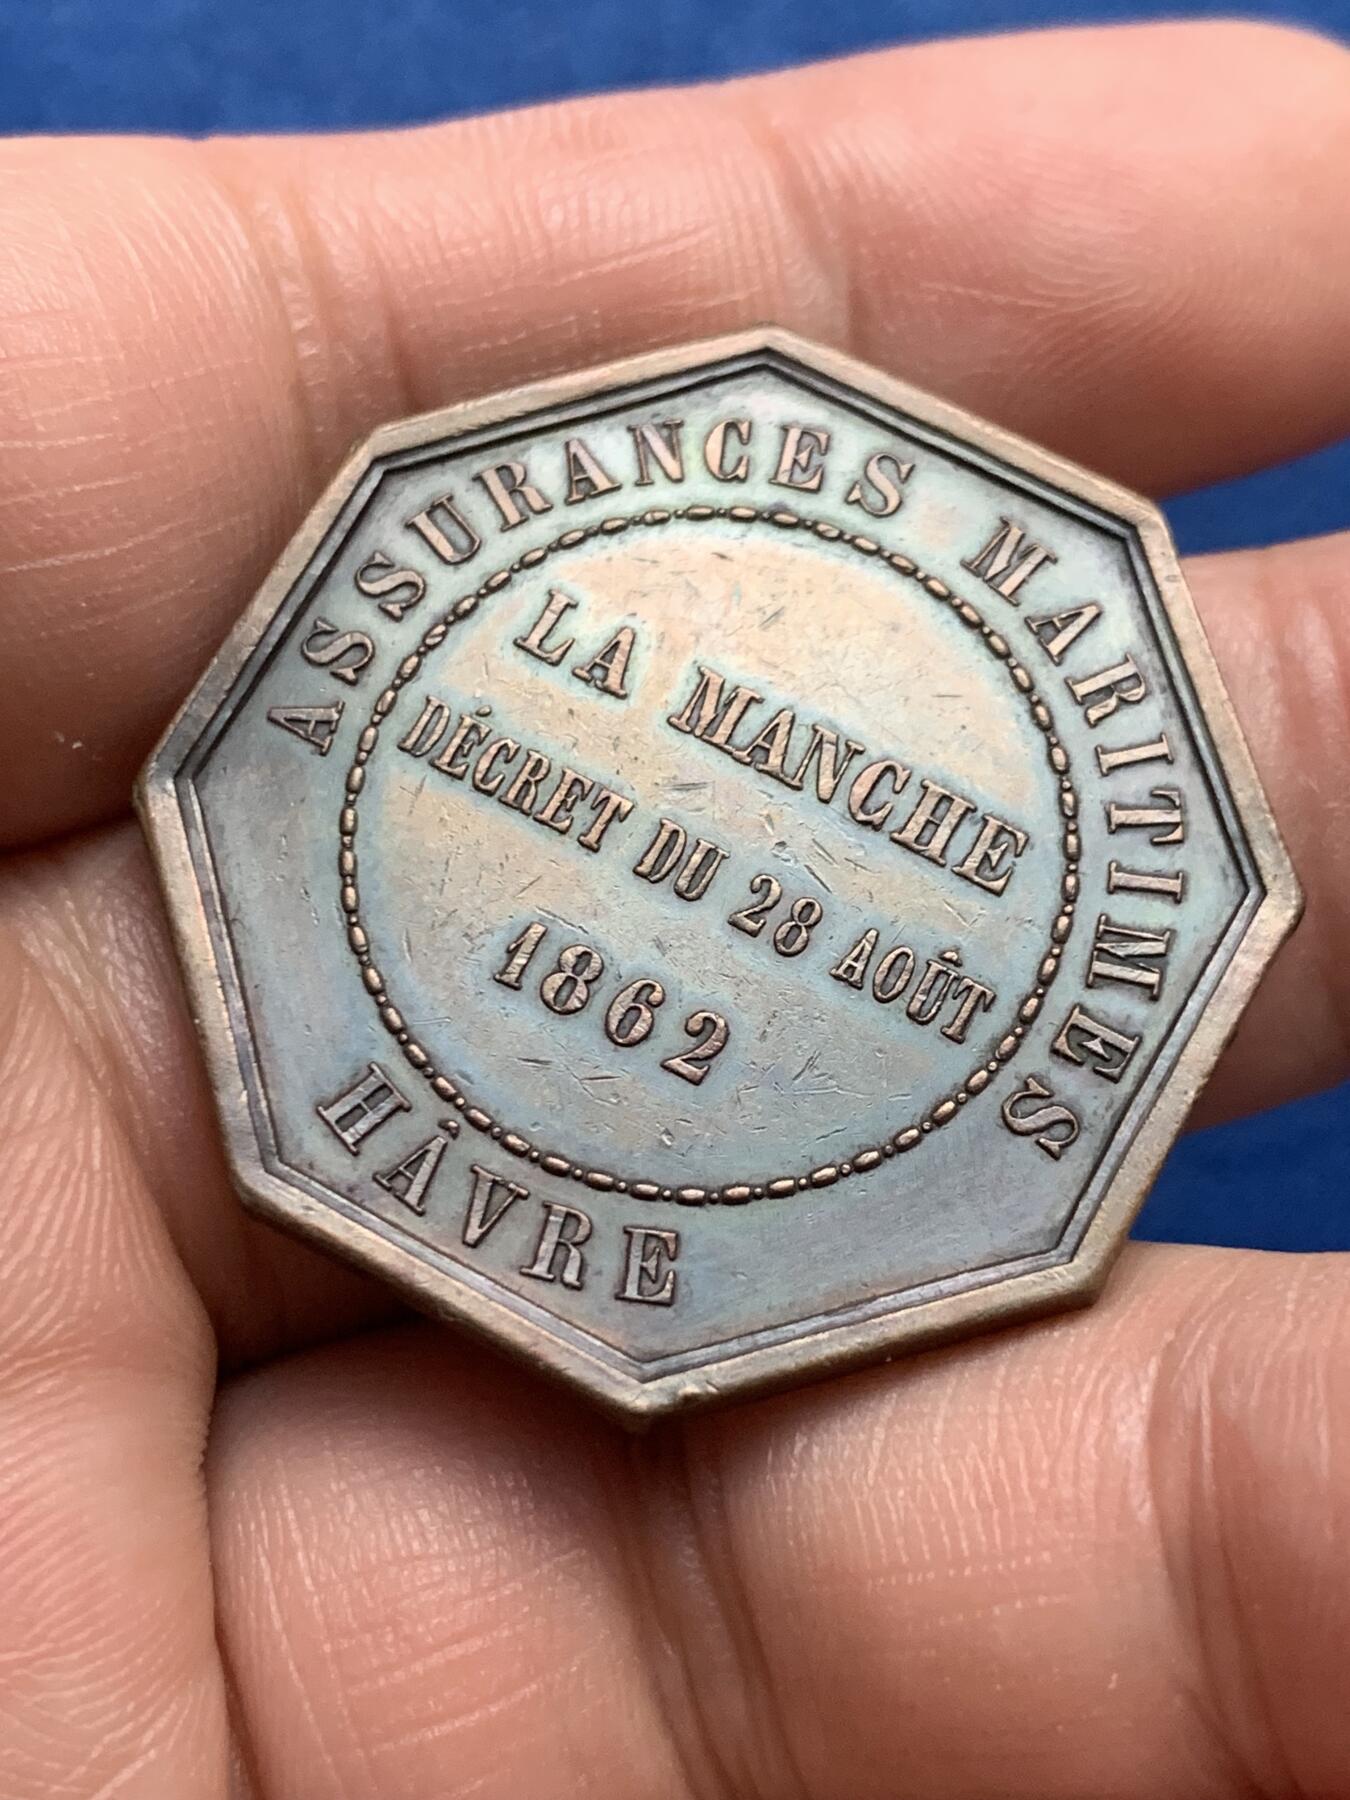 ASSURANCES MARITIMES
LA MANCHE
DÉCRET DU 28 AOÛT
1862
HÂVRE